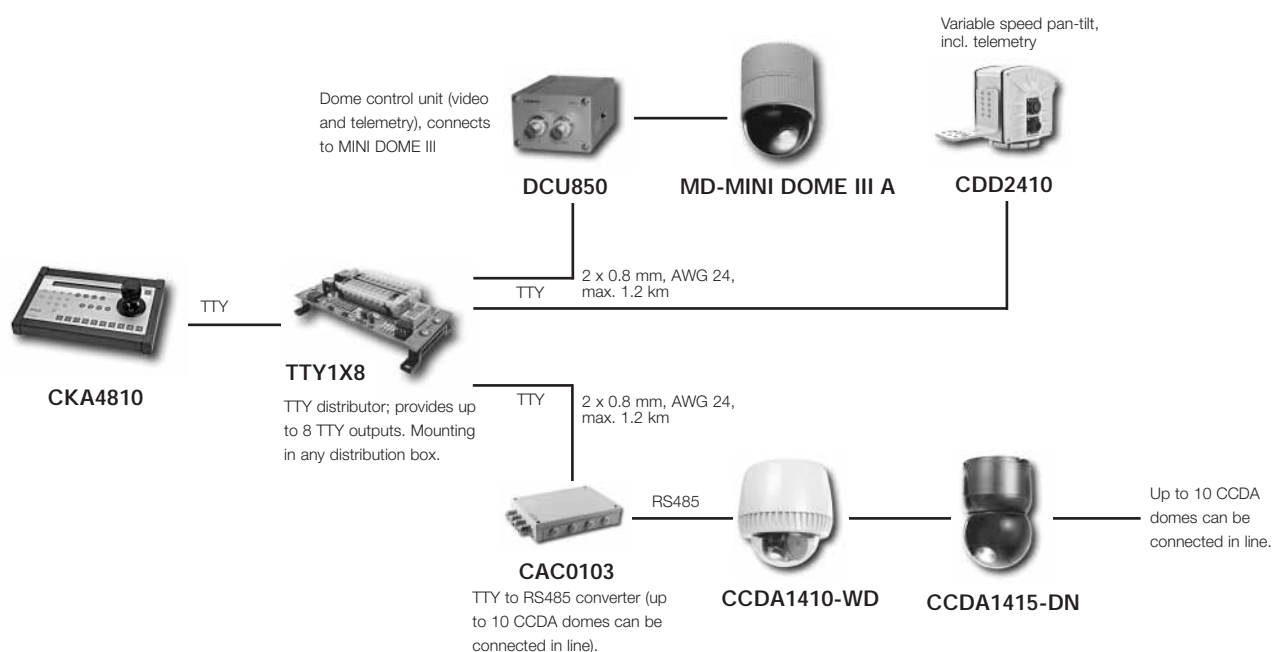 Variable speed pan-tilt,
incl. telemetry
Dome control unit (video
and telemetry), connects
to MINI DOME III
DCU850
MD-MINI DOME III A
CDD2410
TTY
2 x 0.8 mm, AWG 24,
max. 1.2 km
TTY
CKA4810
TTY1X8
TTY distributor; provides up
to 8 TTY outputs. Mounting
in any distribution box.
TTY
2 x 0.8 mm, AWG 24,
max. 1.2 km
RS485
CAC0103
TTY to RS485 converter (up
to 10 CCDA domes can be
connected in line).
CCDA1410-WD
CCDA1415-DN
Up to 10 CCDA
domes can be
connected in line.